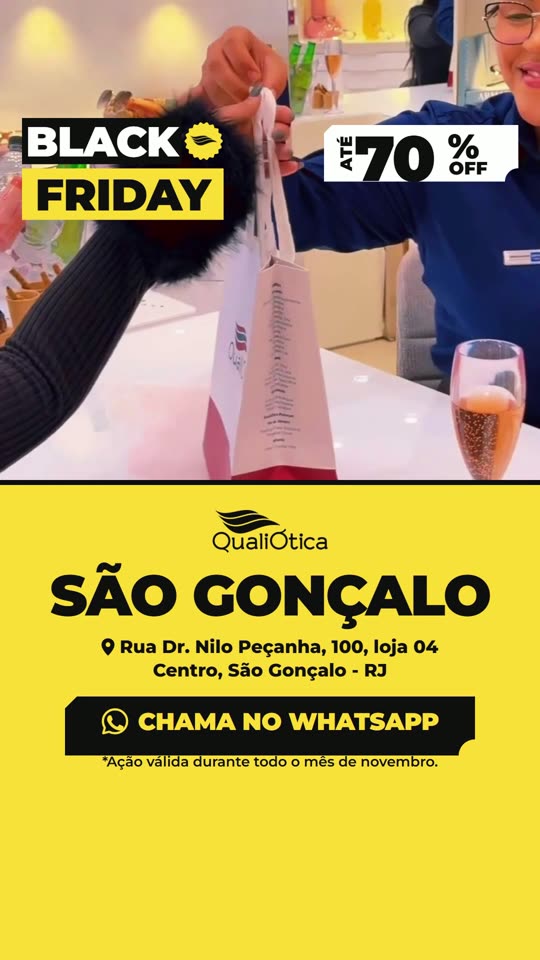 BLACK
FRIDAY
ATÉ 70 % OFF
QualiÓtica
QualiÓtica
SÃO GONÇALO
Rua Dr. Nilo Peçanha, 100, loja 04
Centro, São Gonçalo - RJ
CHAMA NO WHATSAPP
*Ação válida durante todo o mês de novembro.